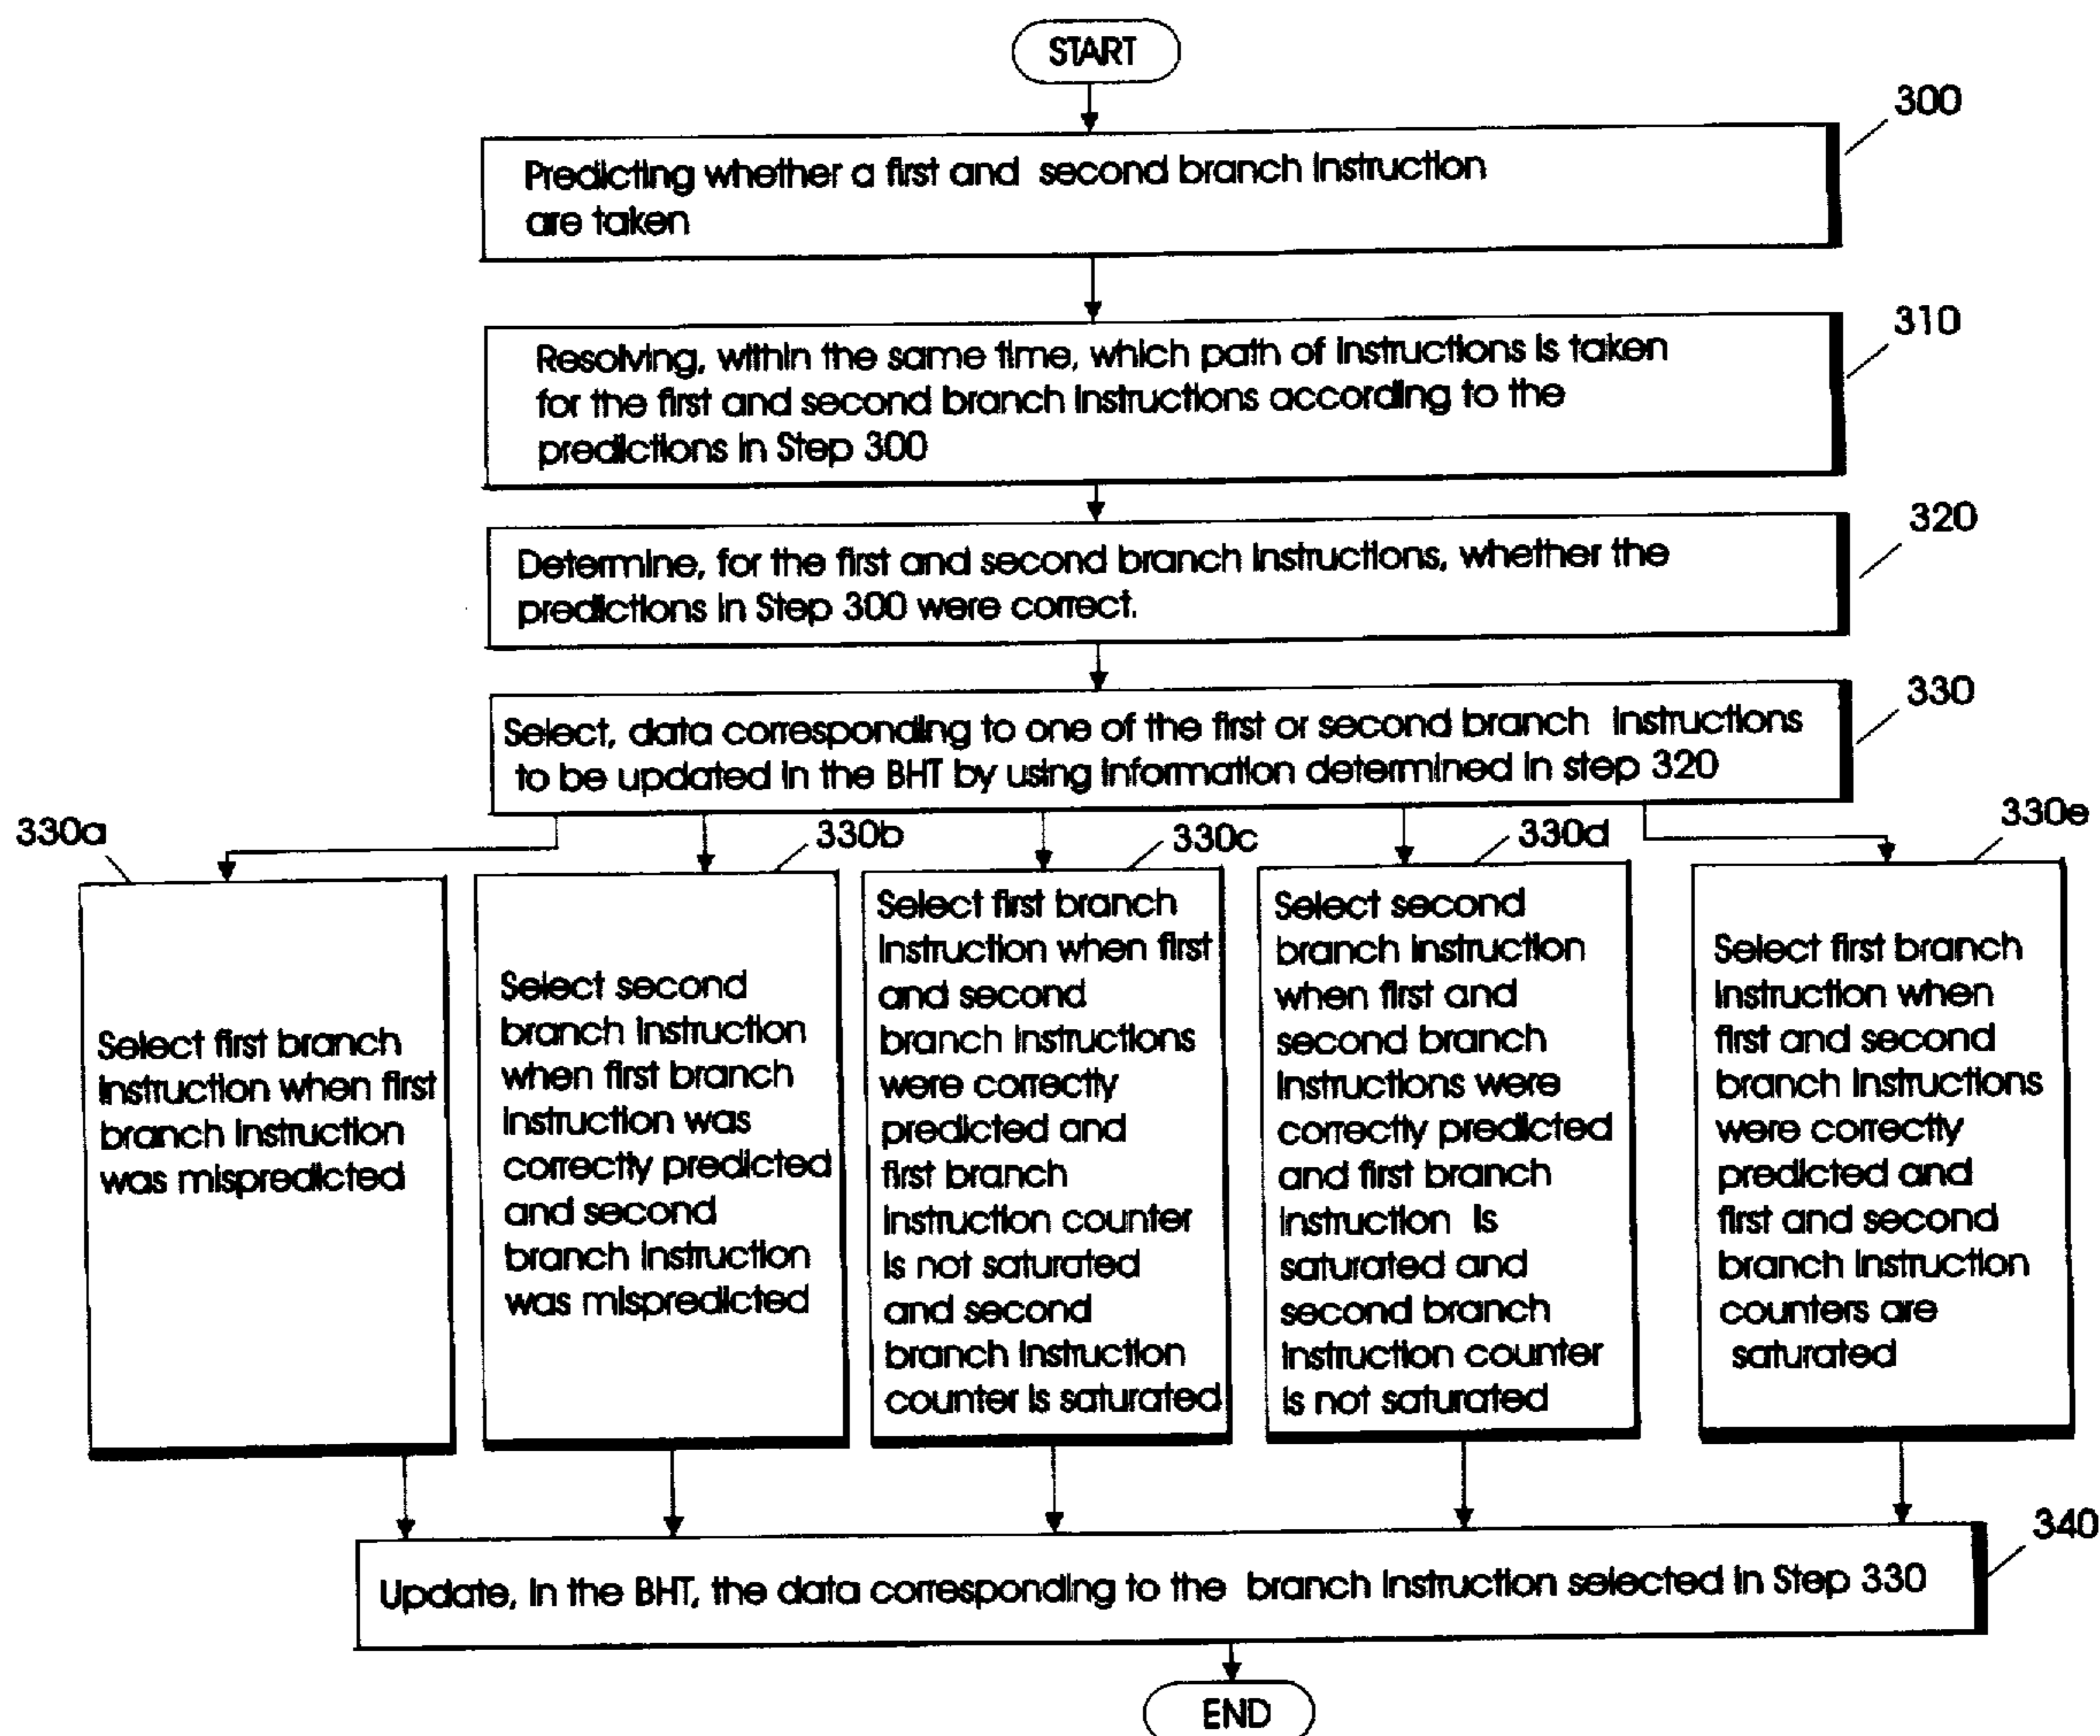 START
300
Predicting whether a first and second branch instruction
are taken
310
Resolving, within the same time, which path of instructions is taken
for the first and second branch instructions according to the
predictions in Step 300
320
Determine, for the first and second branch instructions, whether the
predictions in Step 300 were correct.
330
Select, data corresponding to one of the first or second branch instructions
to be updated in the BHT by using information determined in step 320
330a
Select first branch
instruction when first
branch instruction
was mispredicted
330b
Select second
branch instruction
when first branch
instruction was
correctly predicted
and second
branch instruction
was mispredicted
330c
Select first branch
instruction when first
and second
branch instructions
were correctly
predicted and
first branch
instruction counter
is not saturated
and second
branch instruction
counter is saturated
330d
Select second
branch instruction
when first and
second branch
instructions were
correctly predicted
and first branch
instruction is
saturated and
second branch
instruction counter
is not saturated
330e
Select first branch
instruction when
first and second
branch instructions
were correctly
predicted and
first and second
branch instruction
counters are
saturated
340
Update, in the BHT, the data corresponding to the branch instruction selected in Step 330
END